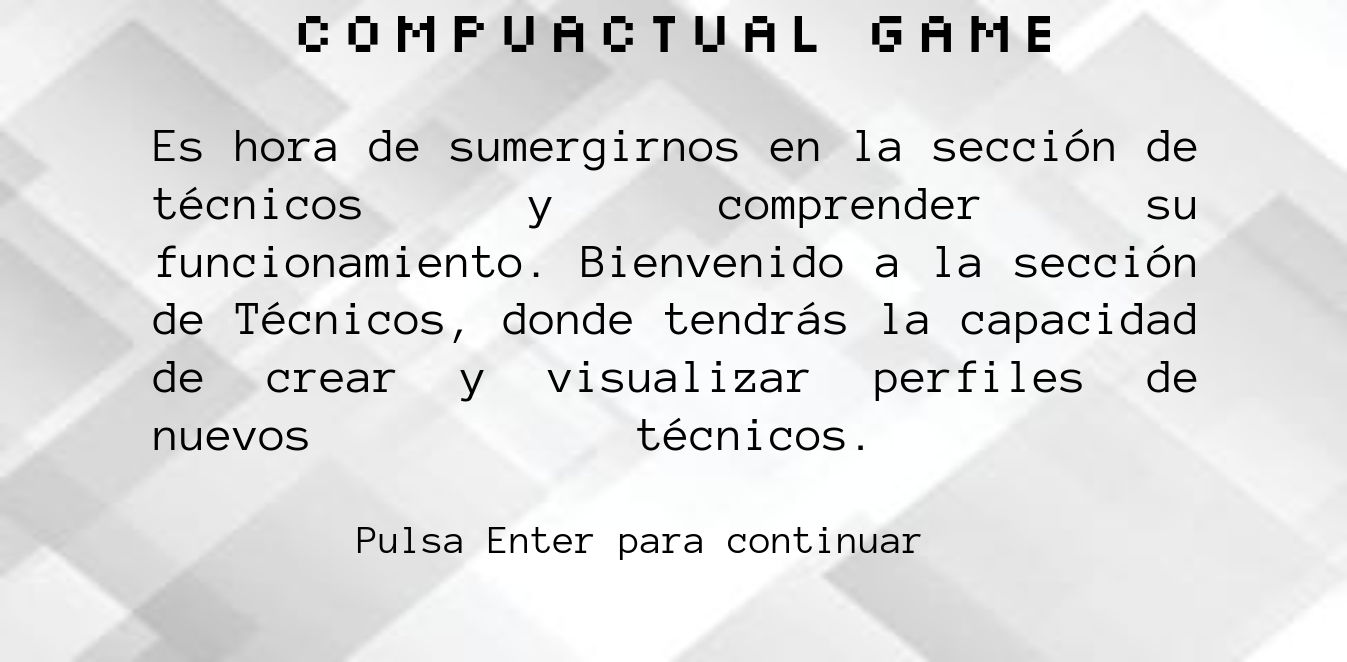 COMPUACTUAL GAME
Es hora de sumergirnos en la sección de
técnicos y comprender su
funcionamiento. Bienvenido a la sección
de Técnicos, donde tendrás la capacidad
de crear y visualizar perfiles de
nuevos técnicos.
Pulsa Enter para continuar